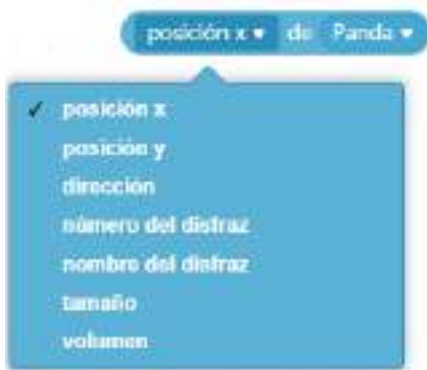 posición x ▾ de Panda ▾
✓ posición x
posición y
dirección
número del disfraz
nombre del disfraz
tamaño
volumen